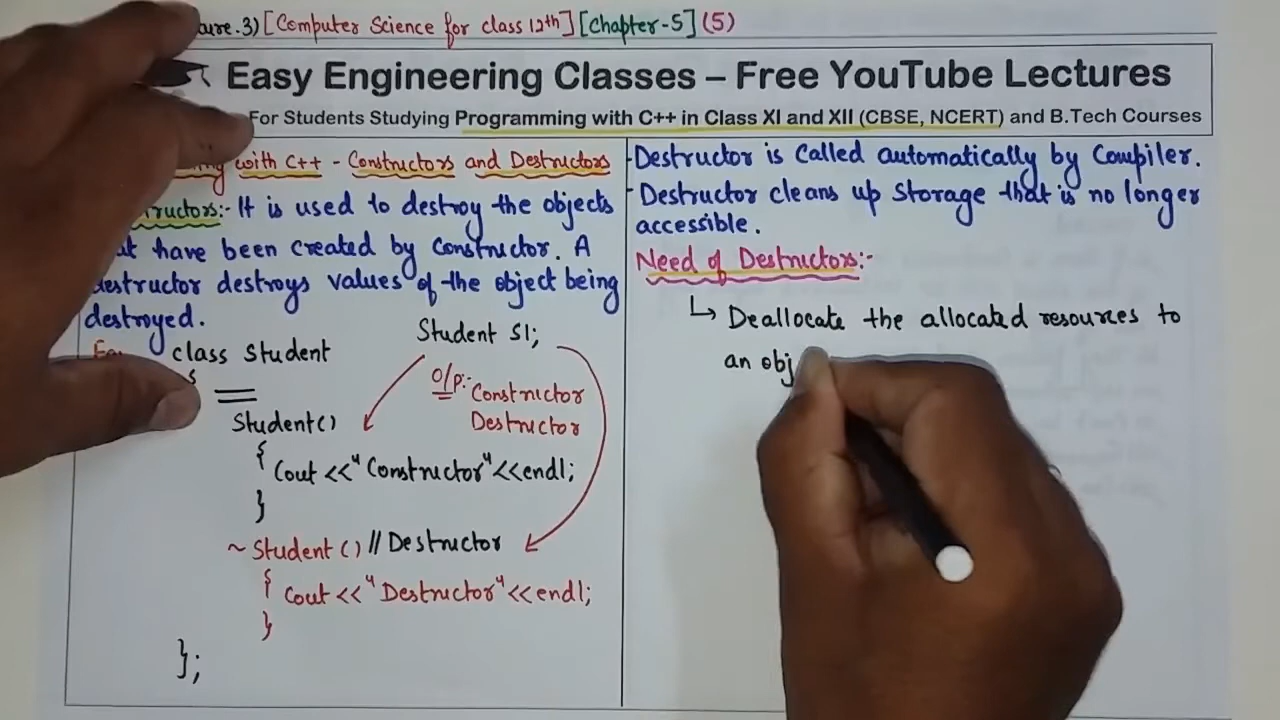 ure.3) [Computer Science for class 12th] [Chapter-5] (5)
Easy Engineering Classes – Free YouTube Lectures
For Students Studying Programming with C++ in Class XI and XII (CBSE, NCERT) and B.Tech Courses
with C++ - Constructors and Destructors
tructors:- It is used to destroy the objects
have been created by Constructor. A
destructor destroys values of the object being
destroyed.
class Student
{
Student()
{
Cout <<"Constructor"<<endl;
}
~Student() // Destructor
{
Cout <<"Destructor"<<endl;
}
};
Student S1;
O/P:- Constructor
Destructor
- Destructor is Called automatically by Compiler.
- Destructor cleans up Storage that is no longer
accessible.
Need of Destructors:-
↳ Deallocate the allocated resources to
an obj